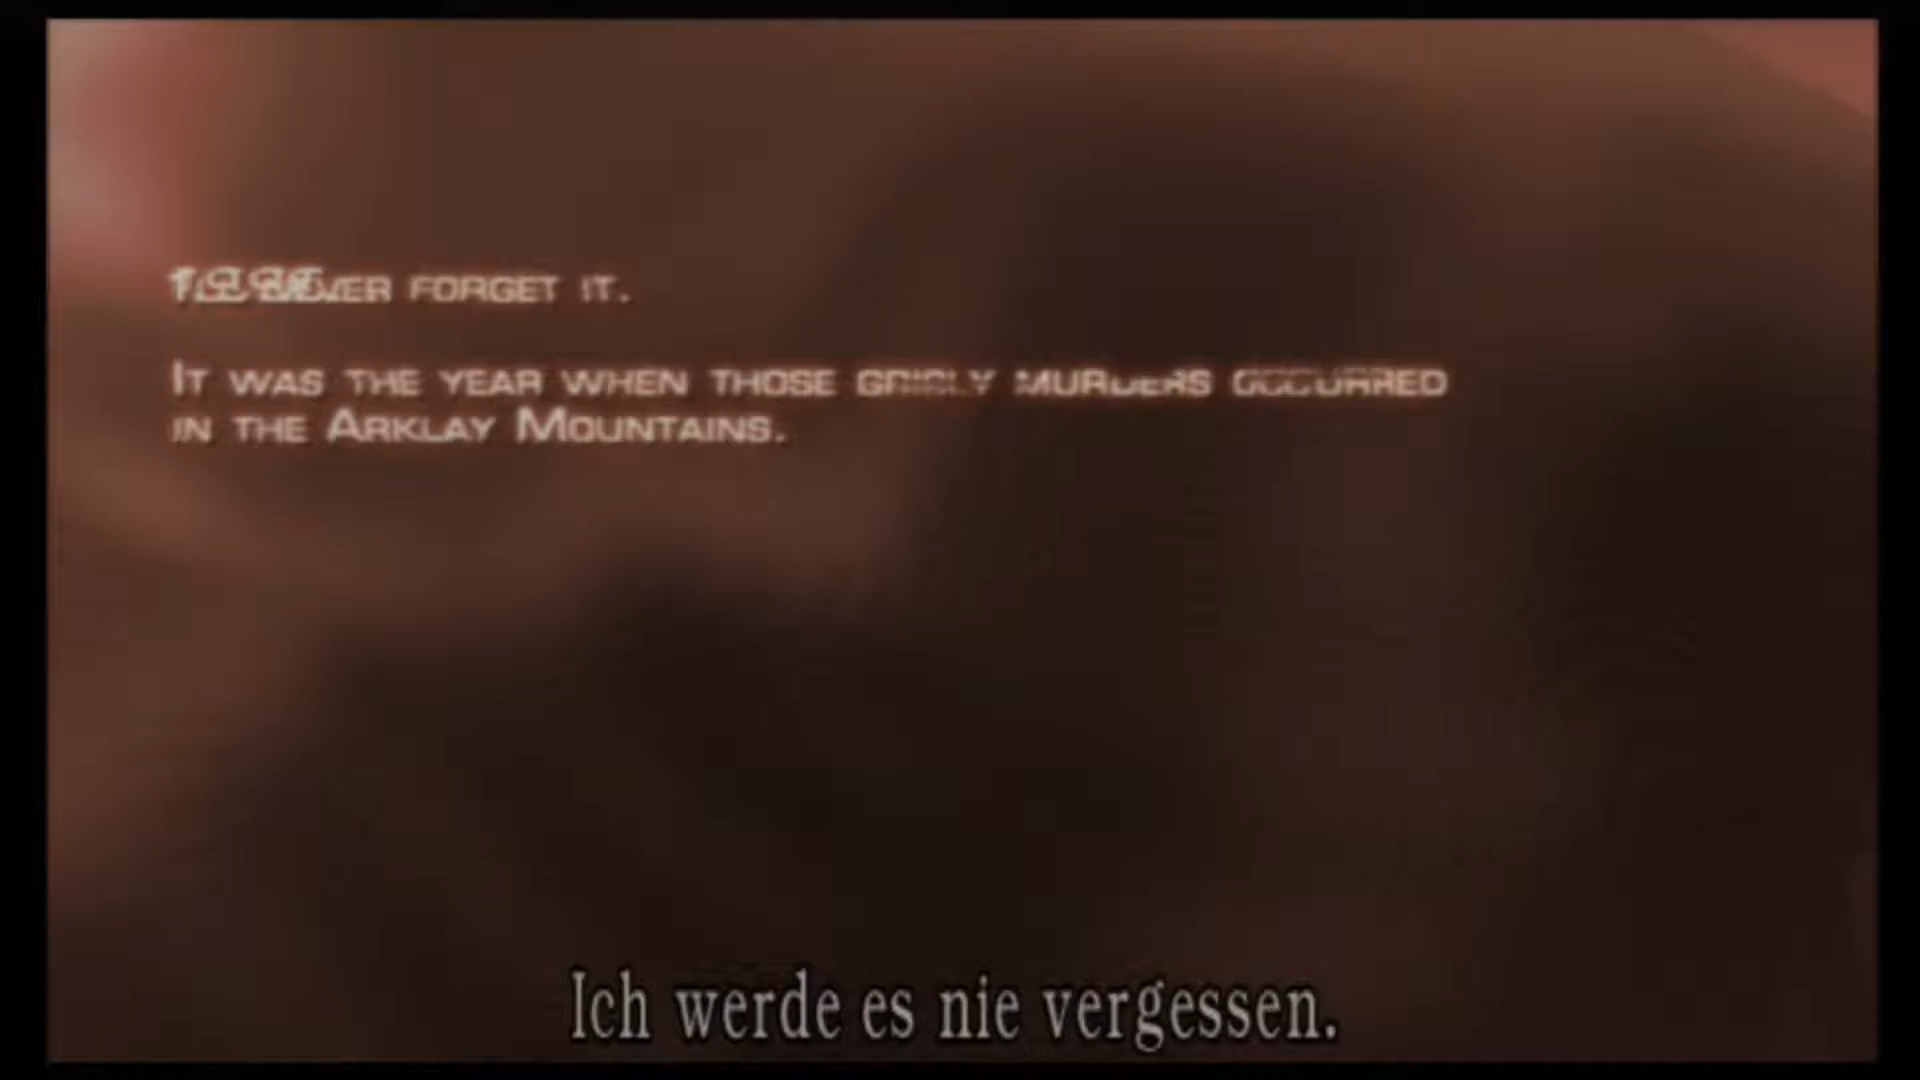 FORGET IT.
IT WAS THE YEAR WHEN THOSE GRISLY MURDERS OCCURRED
IN THE ARKLAY MOUNTAINS.
Ich werde es nie vergessen.